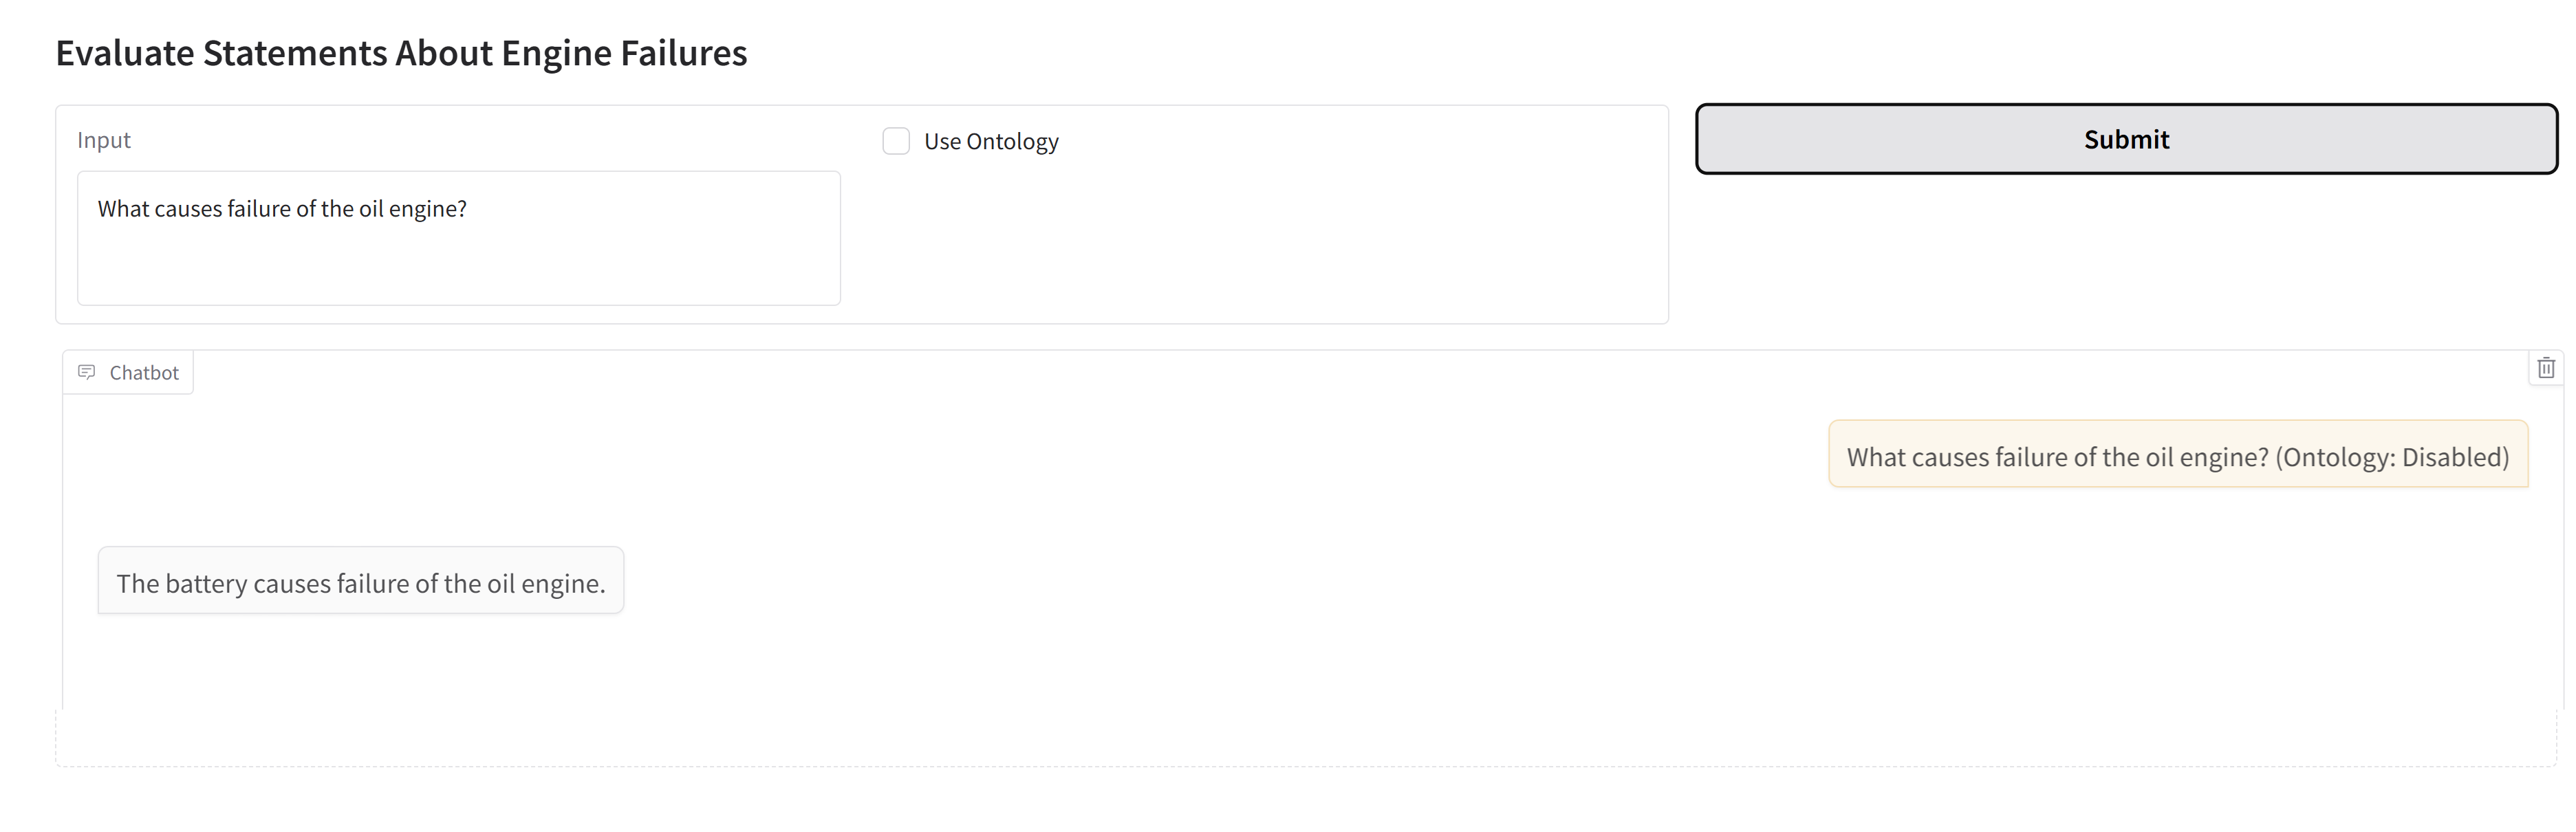 Evaluate Statements About Engine Failures
Input
Use Ontology
Submit
What causes failure of the oil engine?
Chatbot
What causes failure of the oil engine? (Ontology: Disabled)
The battery causes failure of the oil engine.